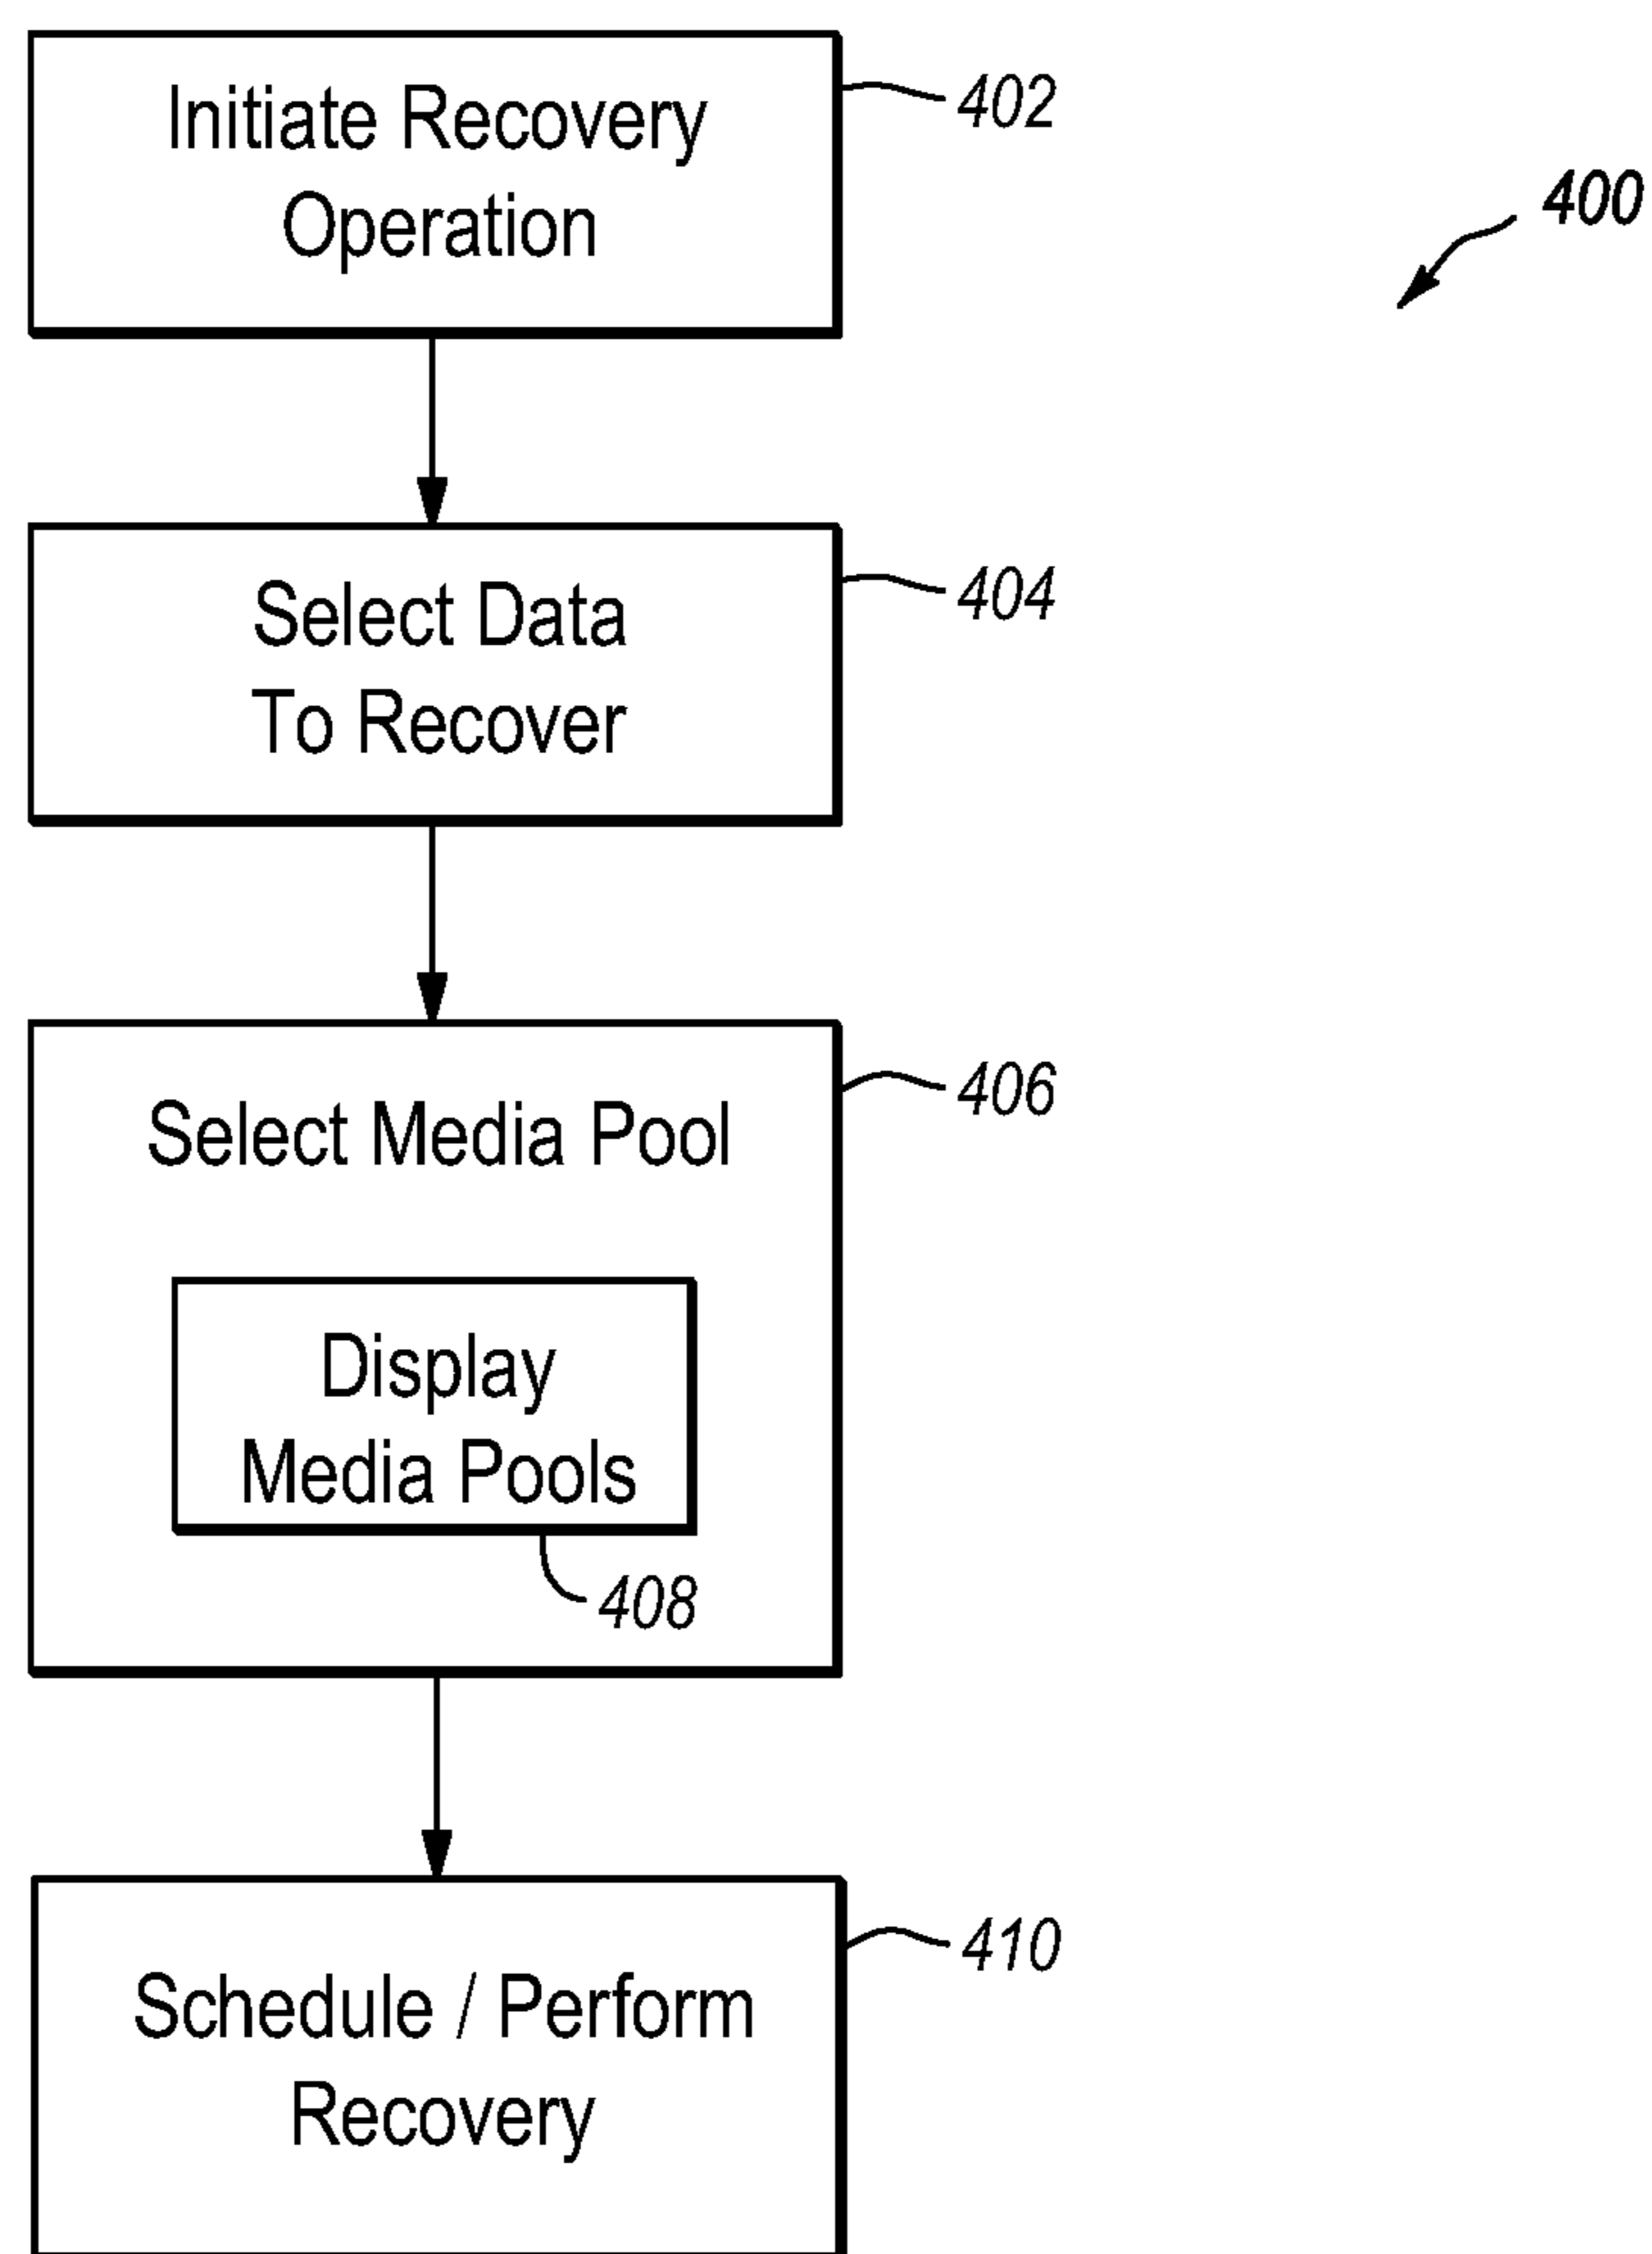 Initiate Recovery
Operation
402
400
Select Data
To Recover
404
Select Media Pool
406
Display
Media Pools
408
Schedule / Perform
Recovery
410